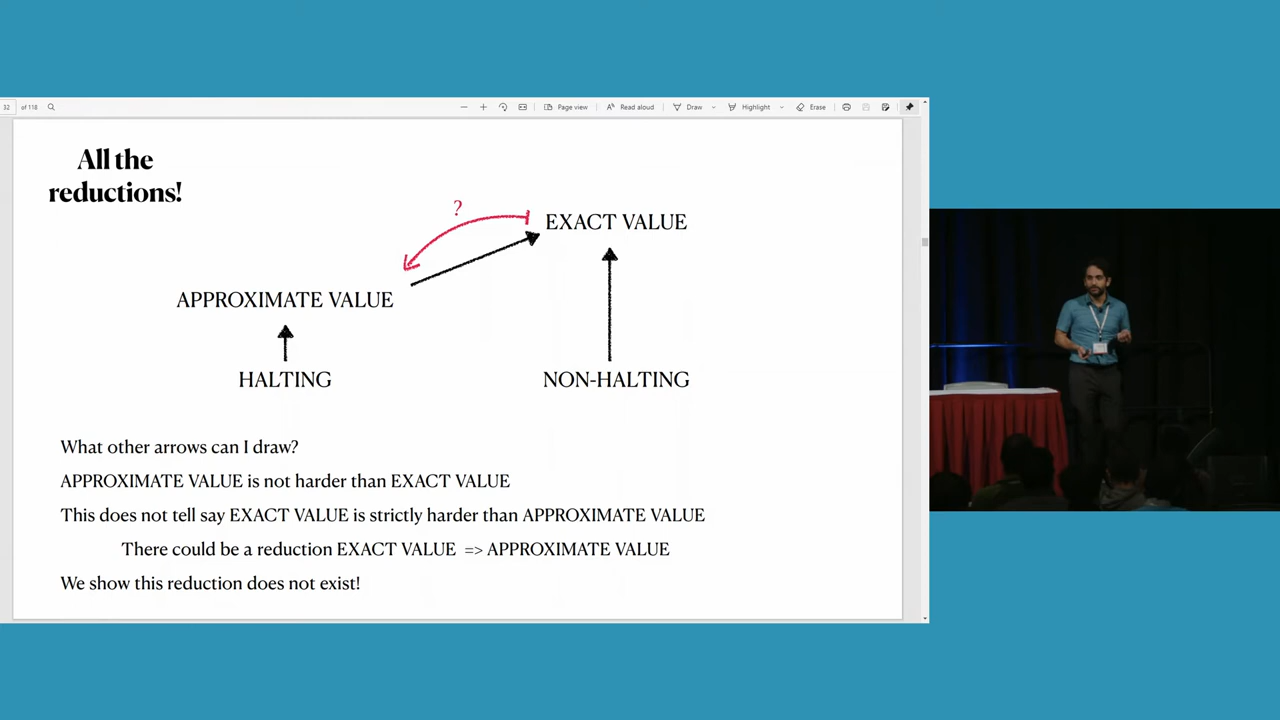 32 of 118
Page view
Read aloud
Draw
Highlight
Erase
All the
reductions!
?
EXACT VALUE
APPROXIMATE VALUE
HALTING
NON-HALTING
What other arrows can I draw?
APPROXIMATE VALUE is not harder than EXACT VALUE
This does not tell say EXACT VALUE is strictly harder than APPROXIMATE VALUE
There could be a reduction EXACT VALUE => APPROXIMATE VALUE
We show this reduction does not exist!